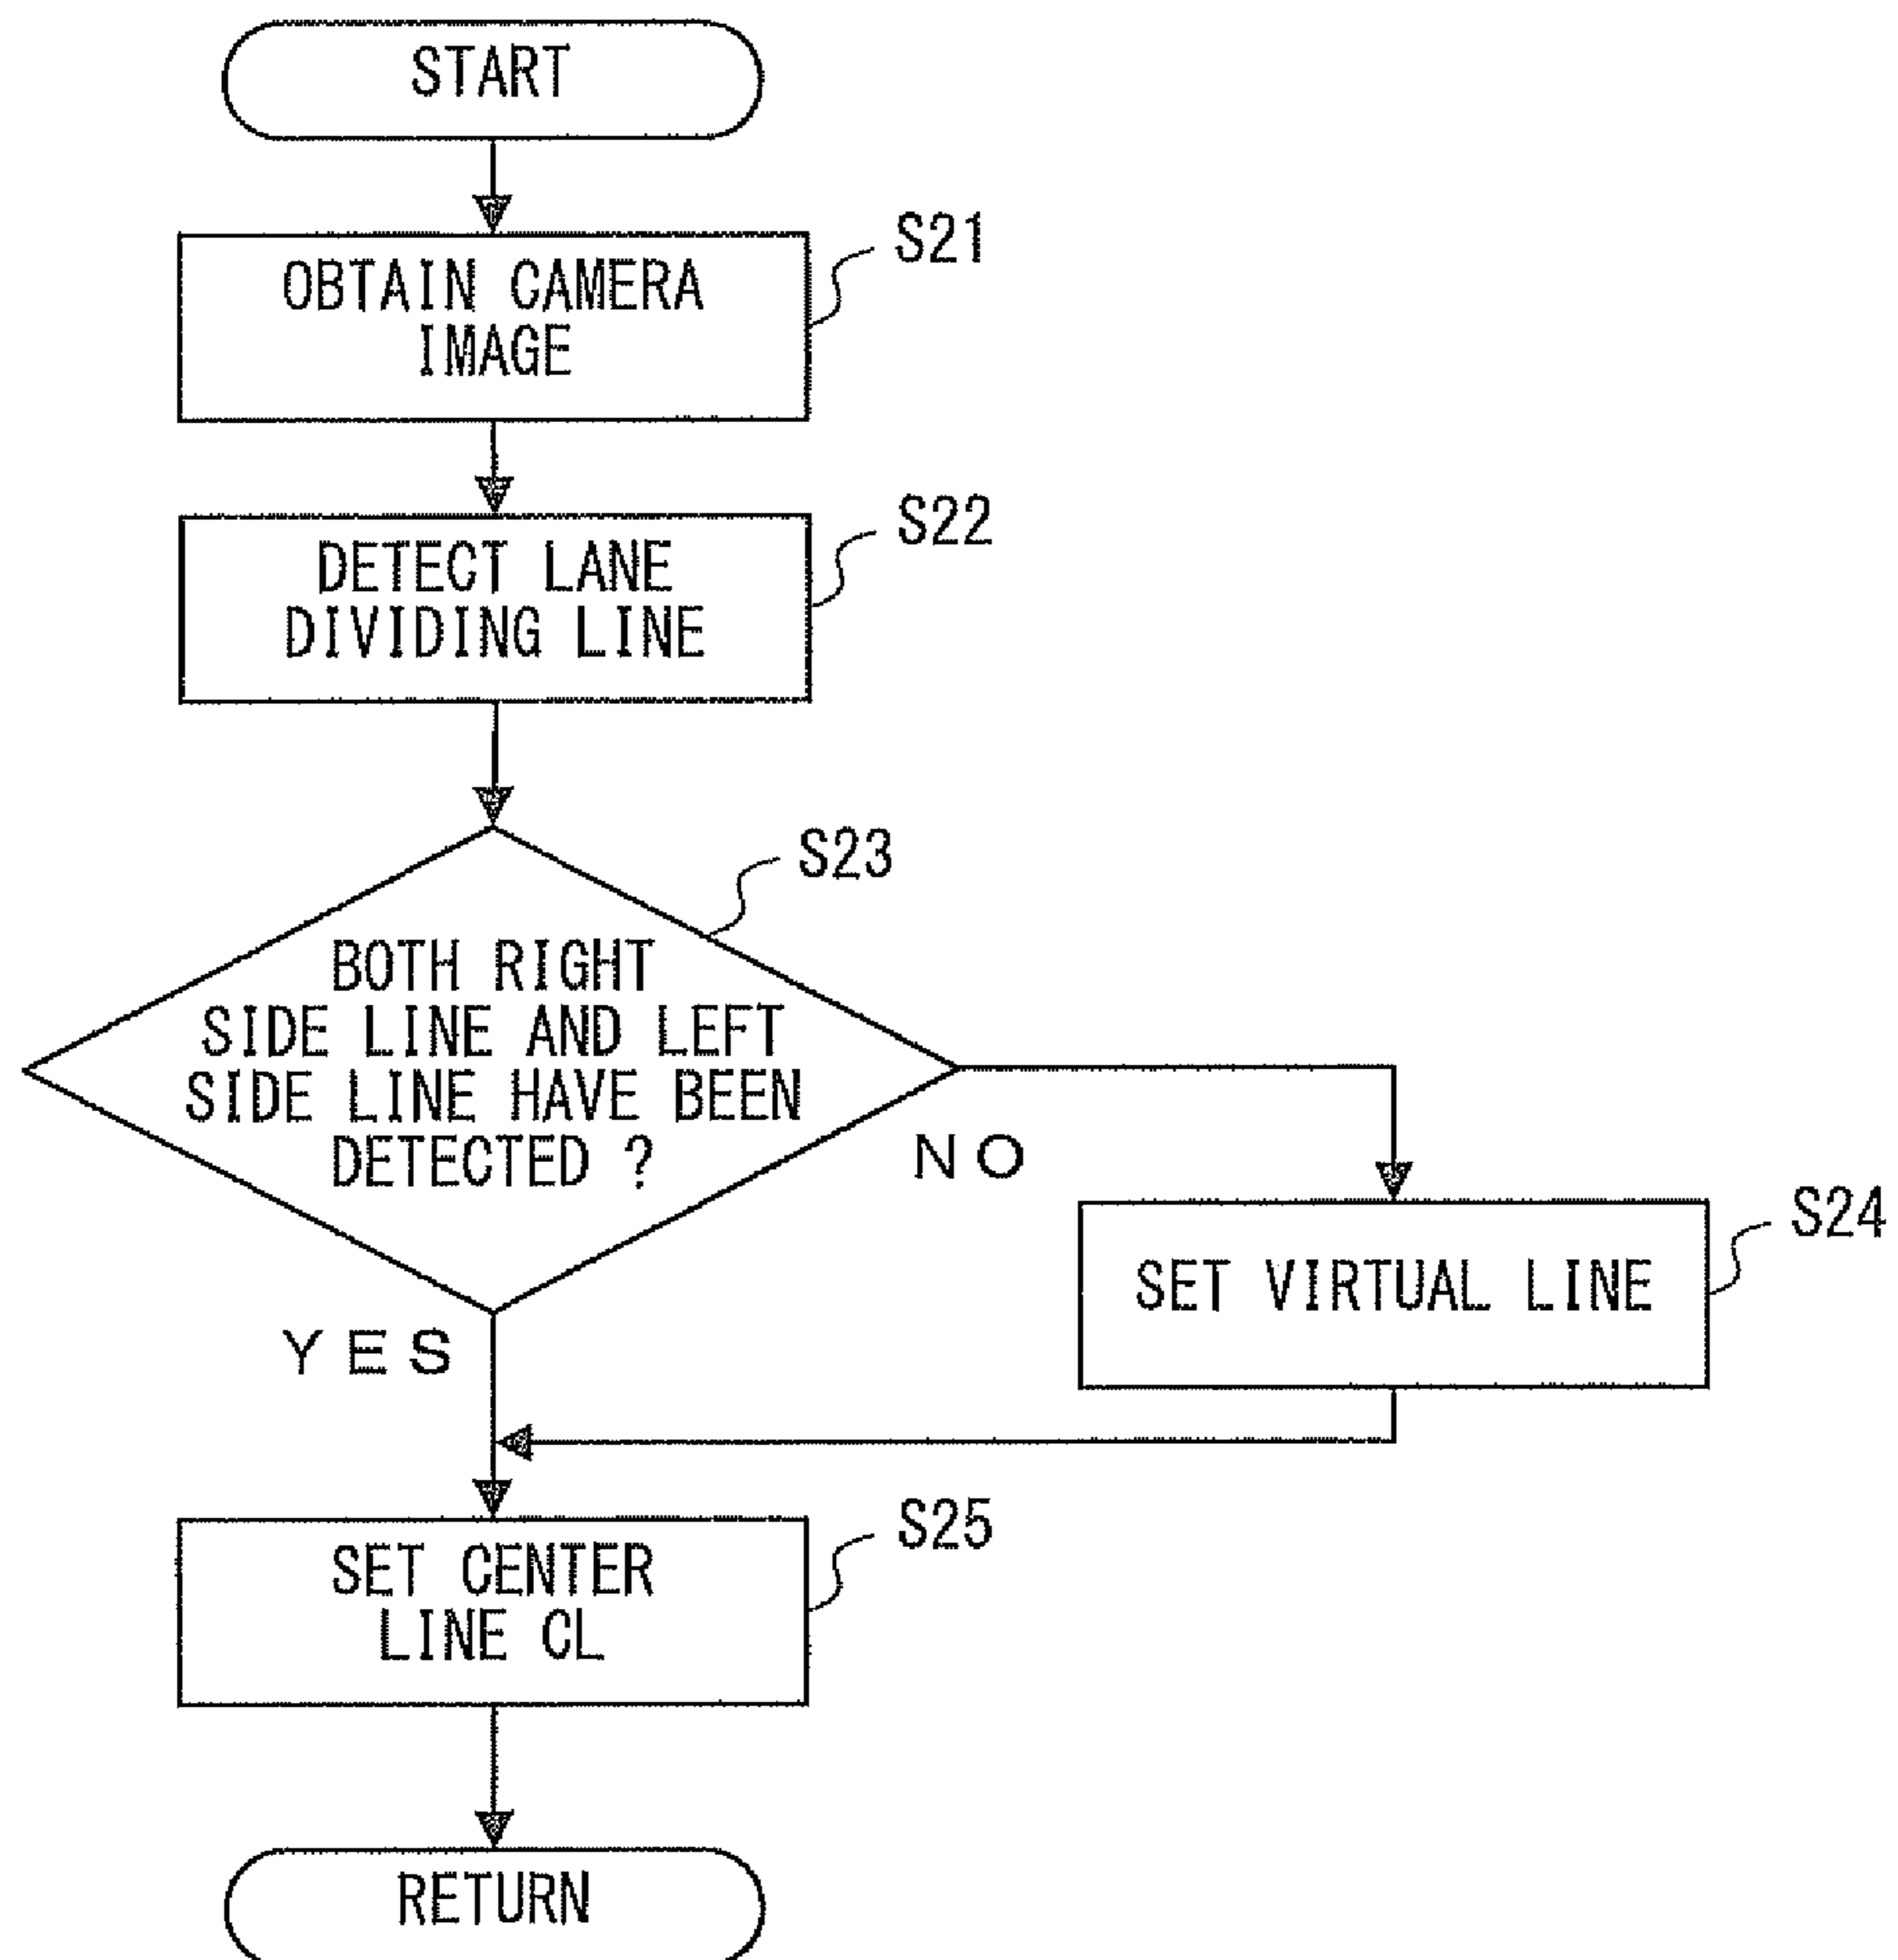 START
S21
OBTAIN CAMERA
IMAGE
S22
DETECT LANE
DIVIDING LINE
S23
BOTH RIGHT
SIDE LINE AND LEFT
SIDE LINE HAVE BEEN
DETECTED ?
NO
S24
SET VIRTUAL LINE
YES
S25
SET CENTER
LINE CL
RETURN